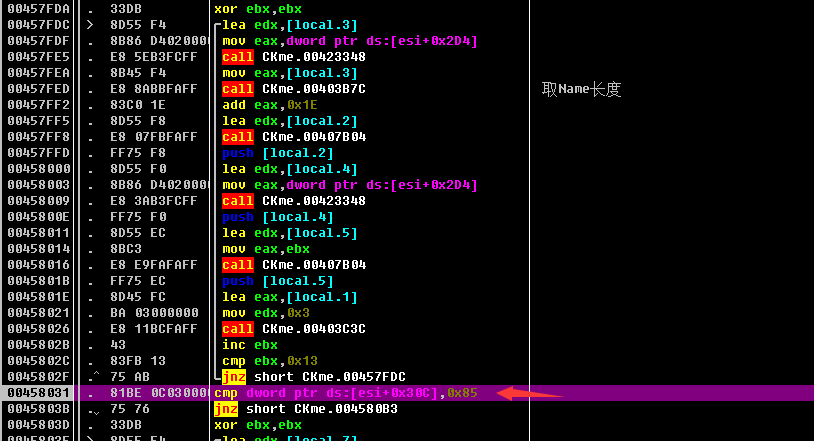 00457FDA . 33DB xor ebx,ebx
00457FDC > 8D55 F4 lea edx,[local.3]
00457FDF . 8B86 D4020000 mov eax,dword ptr ds:[esi+0x2D4]
00457FE5 . E8 5EB3FCFF call CKme.00423348
00457FEA . 8B45 F4 mov eax,[local.3]
00457FED . E8 8ABBFAFF call CKme.00403B7C 取Name长度
00457FF2 . 83C0 1E add eax,0x1E
00457FF5 . 8D55 F8 lea edx,[local.2]
00457FF8 . E8 07FBFAFF call CKme.00407B04
00457FFD . FF75 F8 push [local.2]
00458000 . 8D55 F0 lea edx,[local.4]
00458003 . 8B86 D4020000 mov eax,dword ptr ds:[esi+0x2D4]
00458009 . E8 3AB3FCFF call CKme.00423348
0045800E . FF75 F0 push [local.4]
00458011 . 8D55 EC lea edx,[local.5]
00458014 . 8BC3 mov eax,ebx
00458016 . E8 E9FAFAFF call CKme.00407B04
0045801B . FF75 EC push [local.5]
0045801E . 8D45 FC lea eax,[local.1]
00458021 . BA 03000000 mov edx,0x3
00458026 . E8 11BCFAFF call CKme.00403C3C
0045802B . 43 inc ebx
0045802C . 83FB 13 cmp ebx,0x13
0045802F .^ 75 AB jnz short CKme.00457FDC
00458031 . 81BE 0C030000 cmp dword ptr ds:[esi+0x30C],0x85
0045803B .v 75 76 jnz short CKme.004580B3
0045803D . 33DB xor ebx,ebx